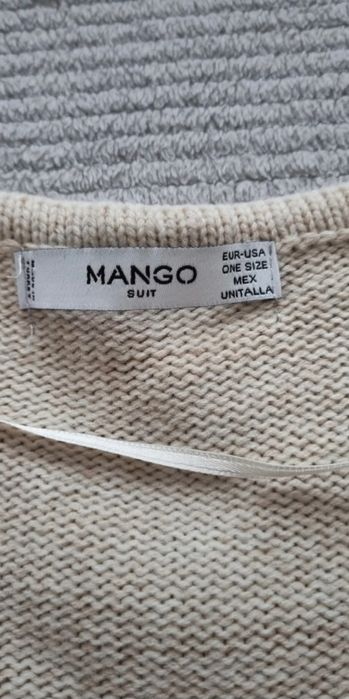 MANGO
SUIT
EUR-USA
ONE SIZE
MEX
UNITALLA